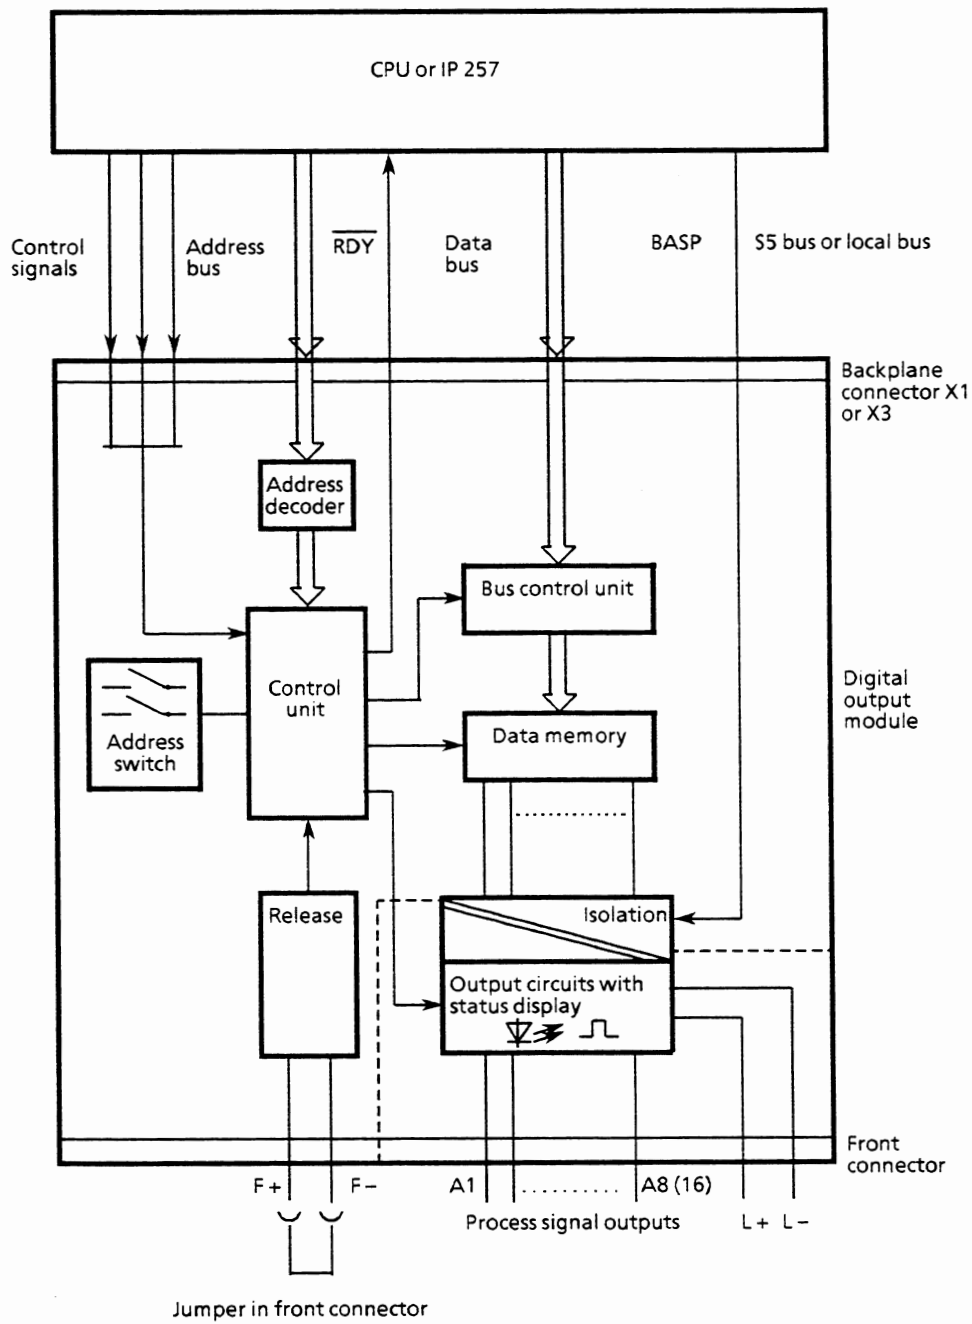 CPU or IP 257
Control
signals
Address
bus
RDY
Data
bus
BASP
S5 bus or local bus
Backplane
connector X1
or X3
Address
decoder
Bus control unit
Control
unit
Digital
output
module
Address
switch
Data memory
Release
Isolation
Output circuits with
status display
Front
connector
F+
F–
A1
A8 (16)
Process signal outputs
L+
L–
Jumper in front connector